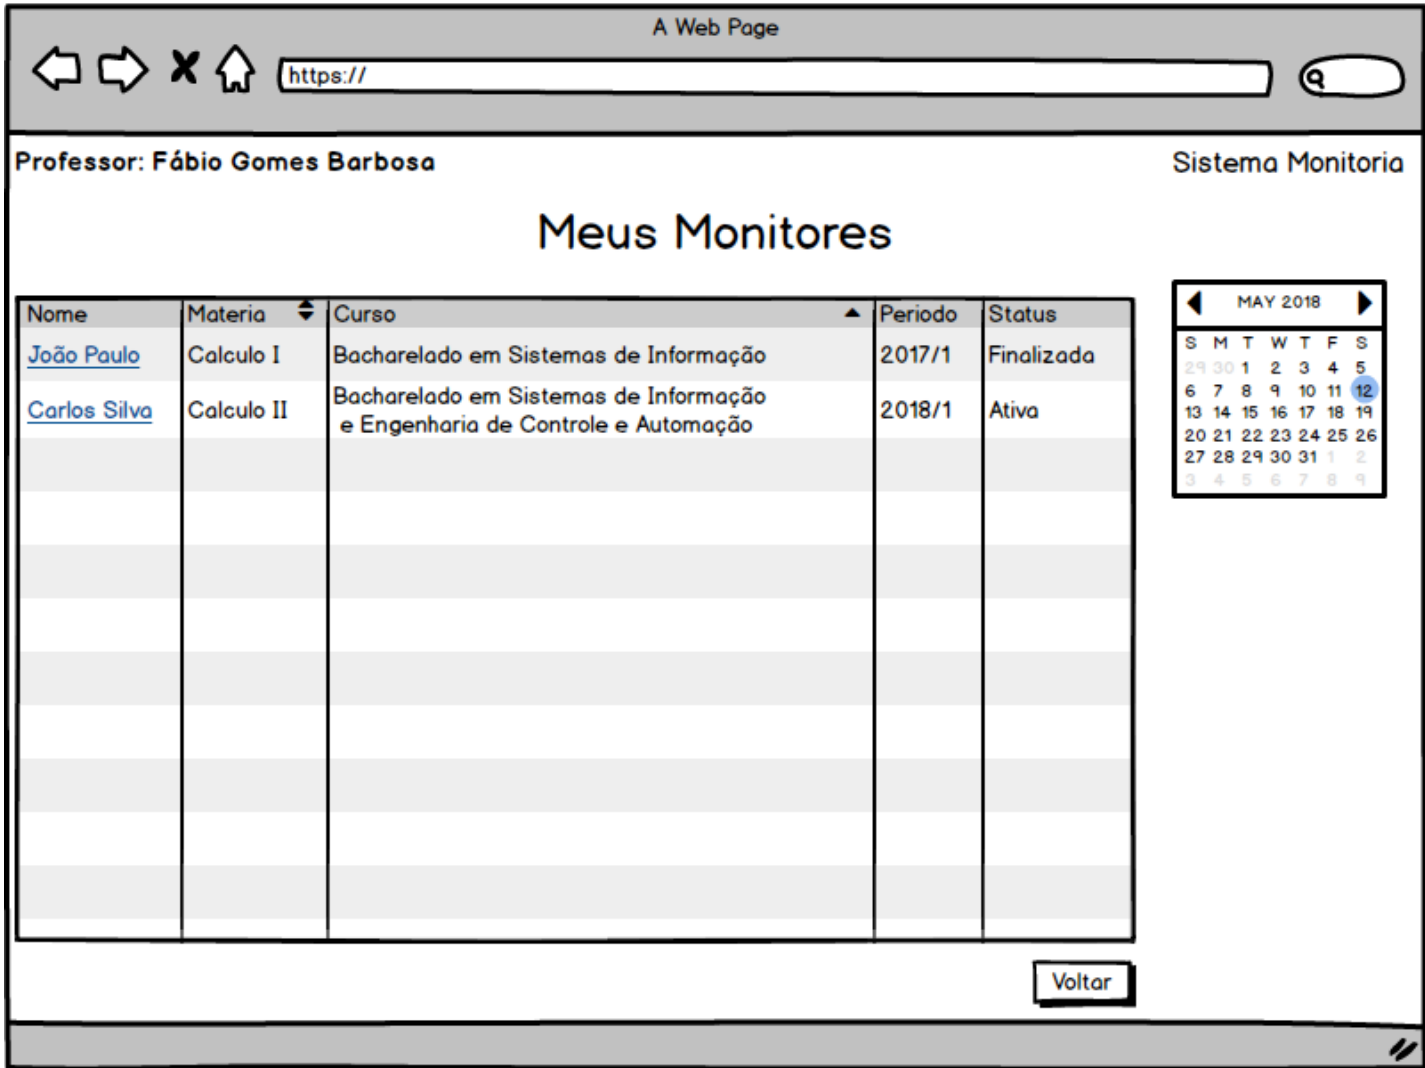 A Web Page
https://
Professor: Fábio Gomes Barbosa
Sistema Monitoria
Meus Monitores
Nome Materia Curso Periodo Status
João Paulo Calculo I Bacharelado em Sistemas de Informação 2017/1 Finalizada
Carlos Silva Calculo II Bacharelado em Sistemas de Informação 2018/1 Ativa
e Engenharia de Controle e Automação
MAY 2018
S M T W T F S
29 30 1 2 3 4 5
6 7 8 9 10 11 12
13 14 15 16 17 18 19
20 21 22 23 24 25 26
27 28 29 30 31 1 2
3 4 5 6 7 8 9
Voltar